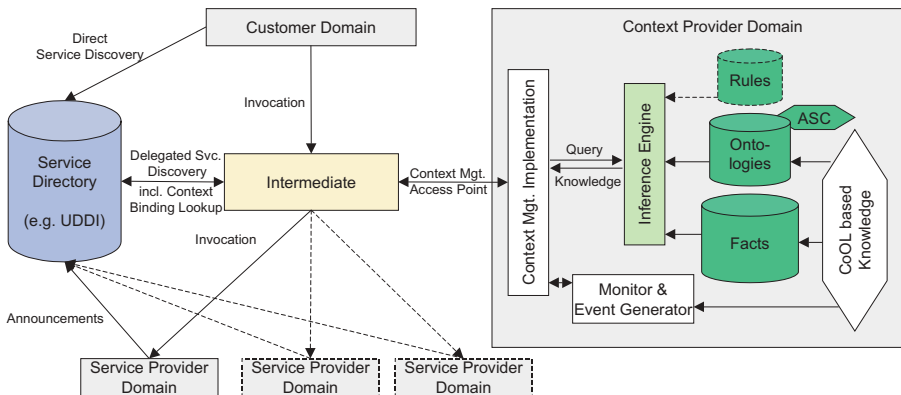 Customer Domain
Direct
Service Discovery
Invocation
Service
Directory
(e.g. UDDI)
Delegated Svc.
Discovery
incl. Context
Binding Lookup
Intermediate
Context Mgt.
Access Point
Invocation
Announcements
Service Provider
Domain
Service Provider
Domain
Service Provider
Domain
Context Provider Domain
Context Mgt. Implementation
Query
Knowledge
Inference Engine
Rules
ASC
Onto-
logies
Facts
CoOL based
Knowledge
Monitor &
Event Generator